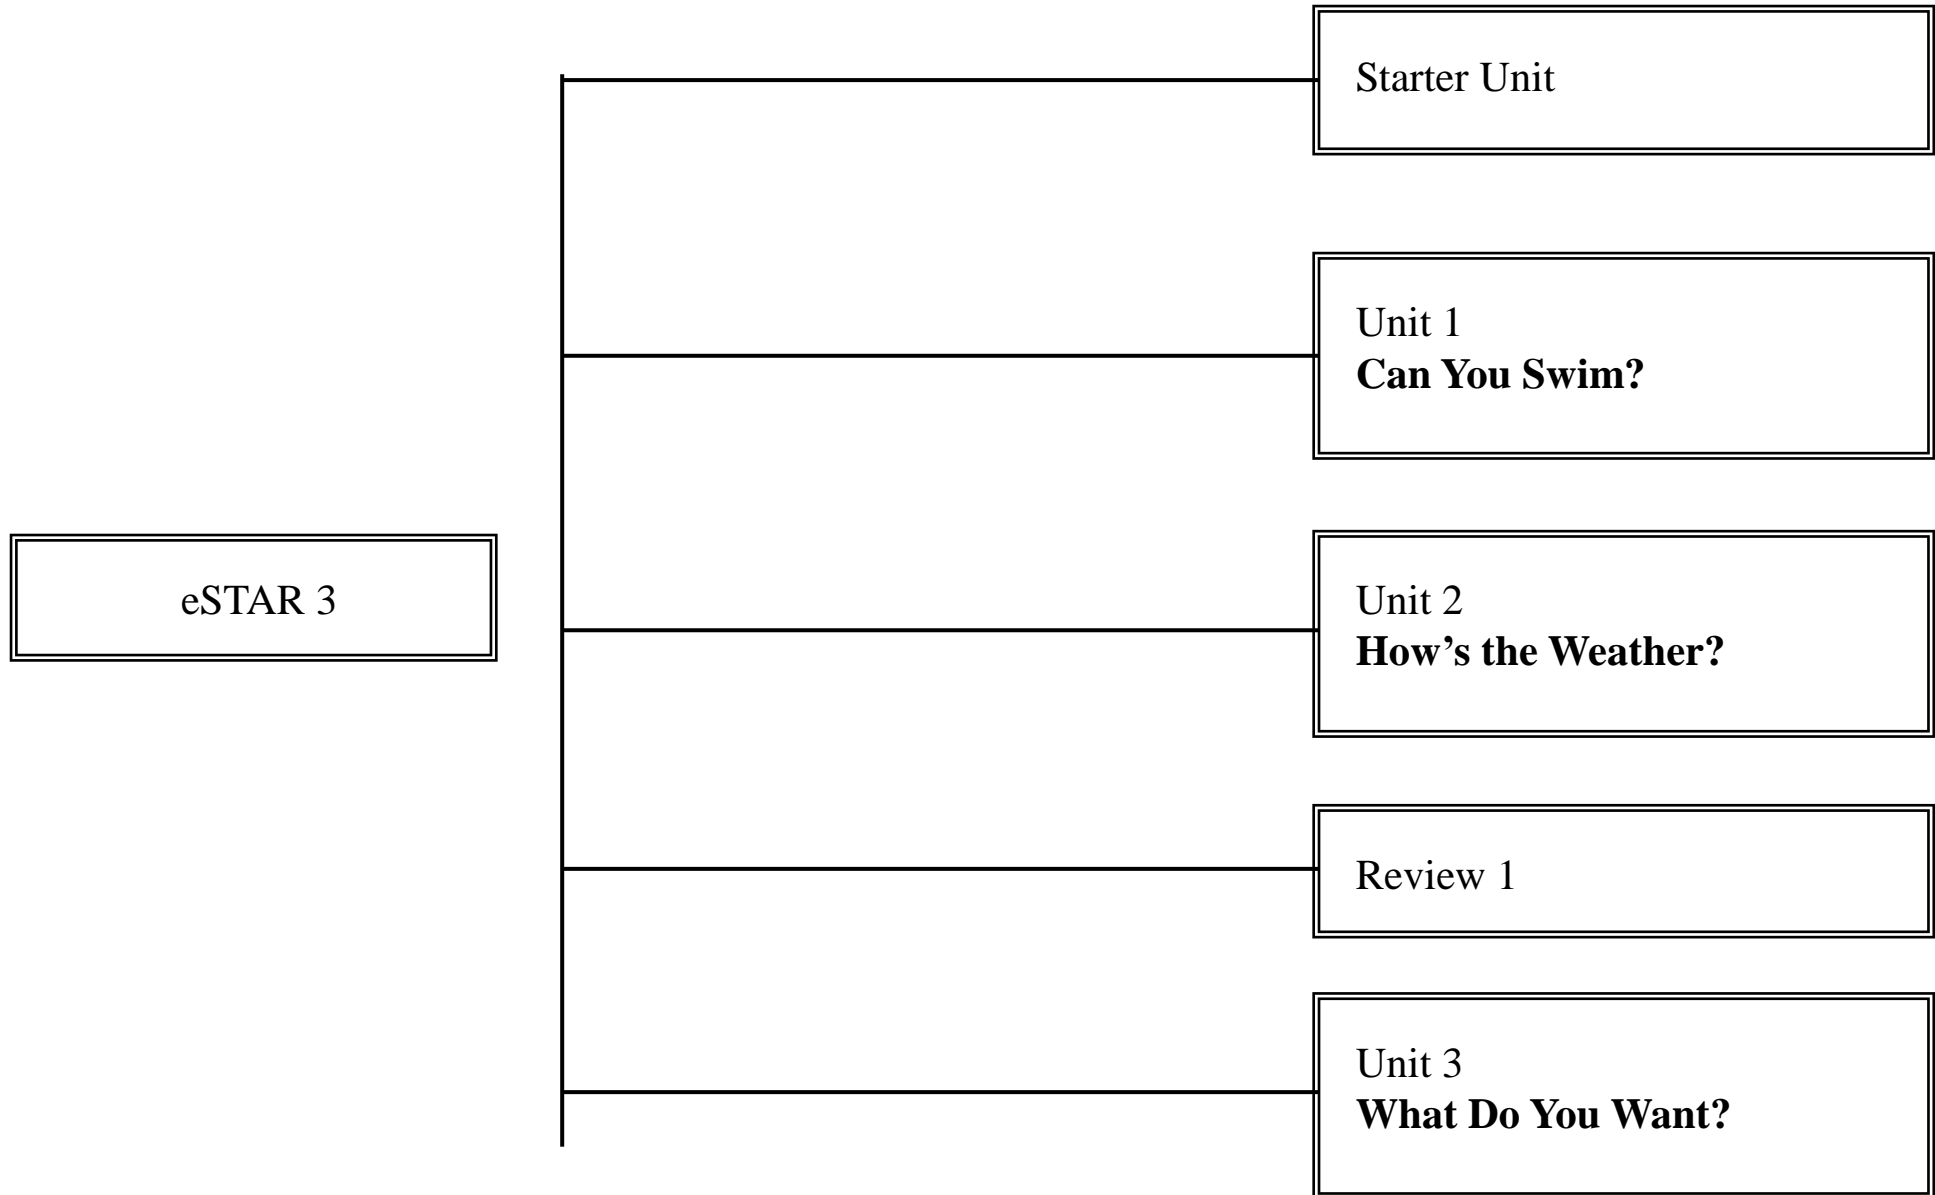 Starter Unit
Unit 1
Can You Swim?
eSTAR 3
Unit 2
How’s the Weather?
Review 1
Unit 3
What Do You Want?